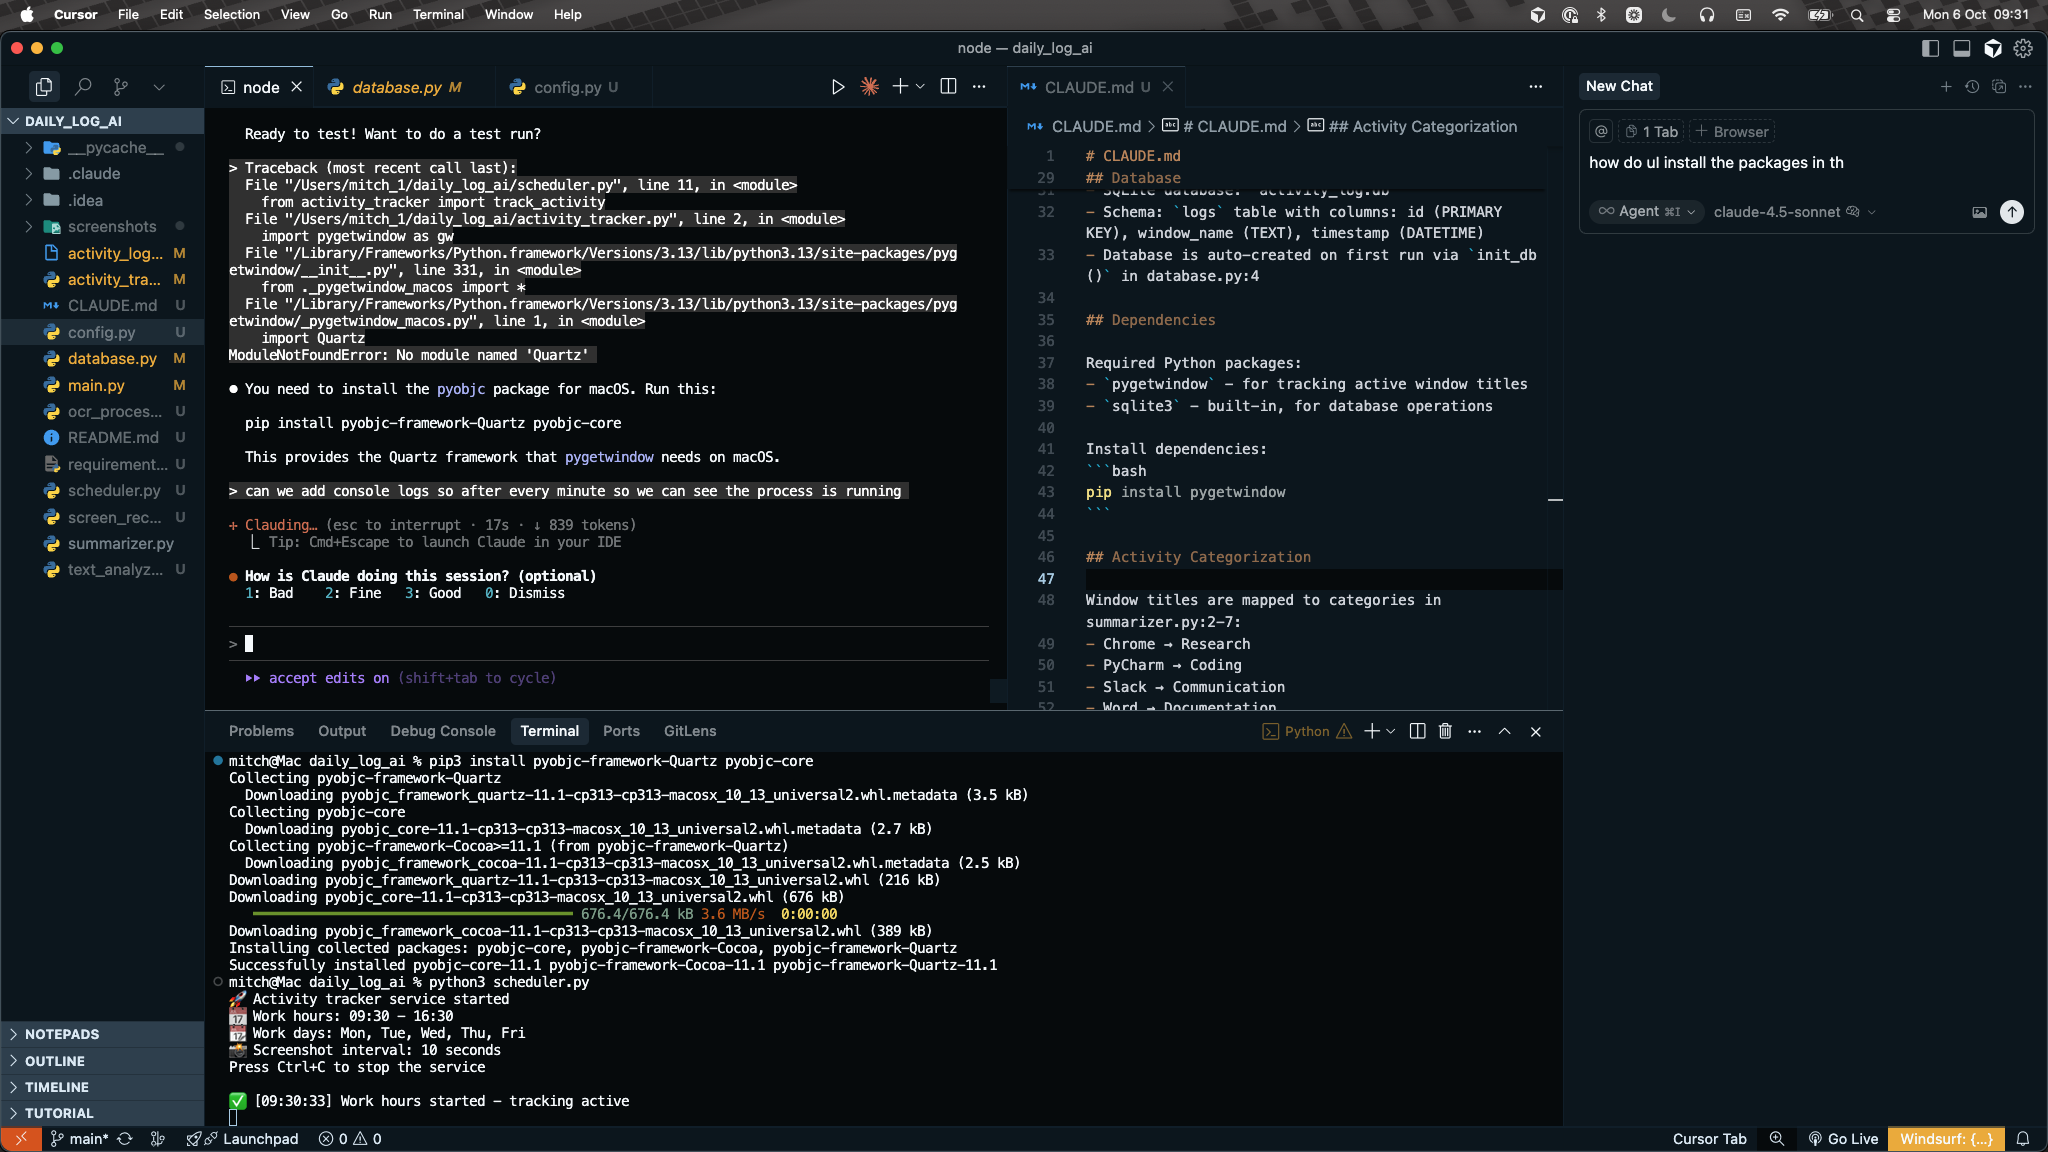 Cursor File Edit Selection View Go Run Terminal Window Help
Mon 6 Oct 09:31
node — daily_log_ai
DAILY_LOG_AI
__pycache__
.claude
.idea
screenshots
activity_log... M
activity_tra... M
CLAUDE.md U
config.py U
database.py M
main.py M
ocr_proces... U
README.md U
requirement... U
scheduler.py U
screen_rec... U
summarizer.py
text_analyz... U
NOTEPADS
OUTLINE
TIMELINE
TUTORIAL
node
database.py M
config.py U
Ready to test! Want to do a test run?
> Traceback (most recent call last):
File "/Users/mitch_1/daily_log_ai/scheduler.py", line 11, in <module>
from activity_tracker import track_activity
File "/Users/mitch_1/daily_log_ai/activity_tracker.py", line 2, in <module>
import pygetwindow as gw
File "/Library/Frameworks/Python.framework/Versions/3.13/lib/python3.13/site-packages/pyg
etwindow/__init__.py", line 331, in <module>
from ._pygetwindow_macos import *
File "/Library/Frameworks/Python.framework/Versions/3.13/lib/python3.13/site-packages/pyg
etwindow/_pygetwindow_macos.py", line 1, in <module>
import Quartz
ModuleNotFoundError: No module named 'Quartz'
You need to install the pyobjc package for macOS. Run this:
pip install pyobjc-framework-Quartz pyobjc-core
This provides the Quartz framework that pygetwindow needs on macOS.
> can we add console logs so after every minute so we can see the process is running
Clauding… (esc to interrupt · 17s · ↓ 839 tokens)
Tip: Cmd+Escape to launch Claude in your IDE
How is Claude doing this session? (optional)
1: Bad 2: Fine 3: Good 0: Dismiss
>
accept edits on (shift+tab to cycle)
CLAUDE.md U
CLAUDE.md > # CLAUDE.md > ## Activity Categorization
1 # CLAUDE.md
29 ## Database
31 - SQLite database: `activity_log.db`
32 - Schema: `logs` table with columns: id (PRIMARY
KEY), window_name (TEXT), timestamp (DATETIME)
33 - Database is auto-created on first run via `init_db
()` in database.py:4
34
35 ## Dependencies
36
37 Required Python packages:
38 - `pygetwindow` - for tracking active window titles
39 - `sqlite3` - built-in, for database operations
40
41 Install dependencies:
42 ```bash
43 pip install pygetwindow
44 ```
45
46 ## Activity Categorization
47
48 Window titles are mapped to categories in
summarizer.py:2-7:
49 - Chrome → Research
50 - PyCharm → Coding
51 - Slack → Communication
52 - Word → Documentation
Problems Output Debug Console Terminal Ports GitLens
Python
mitch@Mac daily_log_ai % pip3 install pyobjc-framework-Quartz pyobjc-core
Collecting pyobjc-framework-Quartz
Downloading pyobjc_framework_quartz-11.1-cp313-cp313-macosx_10_13_universal2.whl.metadata (3.5 kB)
Collecting pyobjc-core
Downloading pyobjc_core-11.1-cp313-cp313-macosx_10_13_universal2.whl.metadata (2.7 kB)
Collecting pyobjc-framework-Cocoa>=11.1 (from pyobjc-framework-Quartz)
Downloading pyobjc_framework_cocoa-11.1-cp313-cp313-macosx_10_13_universal2.whl.metadata (2.5 kB)
Downloading pyobjc_framework_quartz-11.1-cp313-cp313-macosx_10_13_universal2.whl (216 kB)
Downloading pyobjc_core-11.1-cp313-cp313-macosx_10_13_universal2.whl (676 kB)
676.4/676.4 kB 3.6 MB/s 0:00:00
Downloading pyobjc_framework_cocoa-11.1-cp313-cp313-macosx_10_13_universal2.whl (389 kB)
Installing collected packages: pyobjc-core, pyobjc-framework-Cocoa, pyobjc-framework-Quartz
Successfully installed pyobjc-core-11.1 pyobjc-framework-Cocoa-11.1 pyobjc-framework-Quartz-11.1
mitch@Mac daily_log_ai % python3 scheduler.py
🚀 Activity tracker service started
📅 Work hours: 09:30 - 16:30
📆 Work days: Mon, Tue, Wed, Thu, Fri
📸 Screenshot interval: 10 seconds
Press Ctrl+C to stop the service
✅ [09:30:33] Work hours started - tracking active
New Chat
@ 1 Tab + Browser
how do uI install the packages in th
∞ Agent ⌘I claude-4.5-sonnet
main* Launchpad 0 0
Cursor Tab Go Live Windsurf: {...}